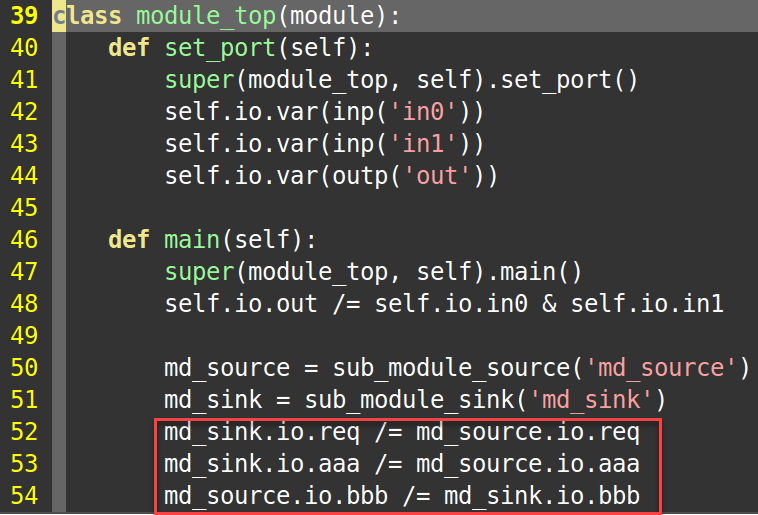 39 class module_top(module):
40     def set_port(self):
41         super(module_top, self).set_port()
42         self.io.var(inp('in0'))
43         self.io.var(inp('in1'))
44         self.io.var(outp('out'))
45
46     def main(self):
47         super(module_top, self).main()
48         self.io.out /= self.io.in0 & self.io.in1
49
50         md_source = sub_module_source('md_source')
51         md_sink = sub_module_sink('md_sink')
52         md_sink.io.req /= md_source.io.req
53         md_sink.io.aaa /= md_source.io.aaa
54         md_source.io.bbb /= md_sink.io.bbb